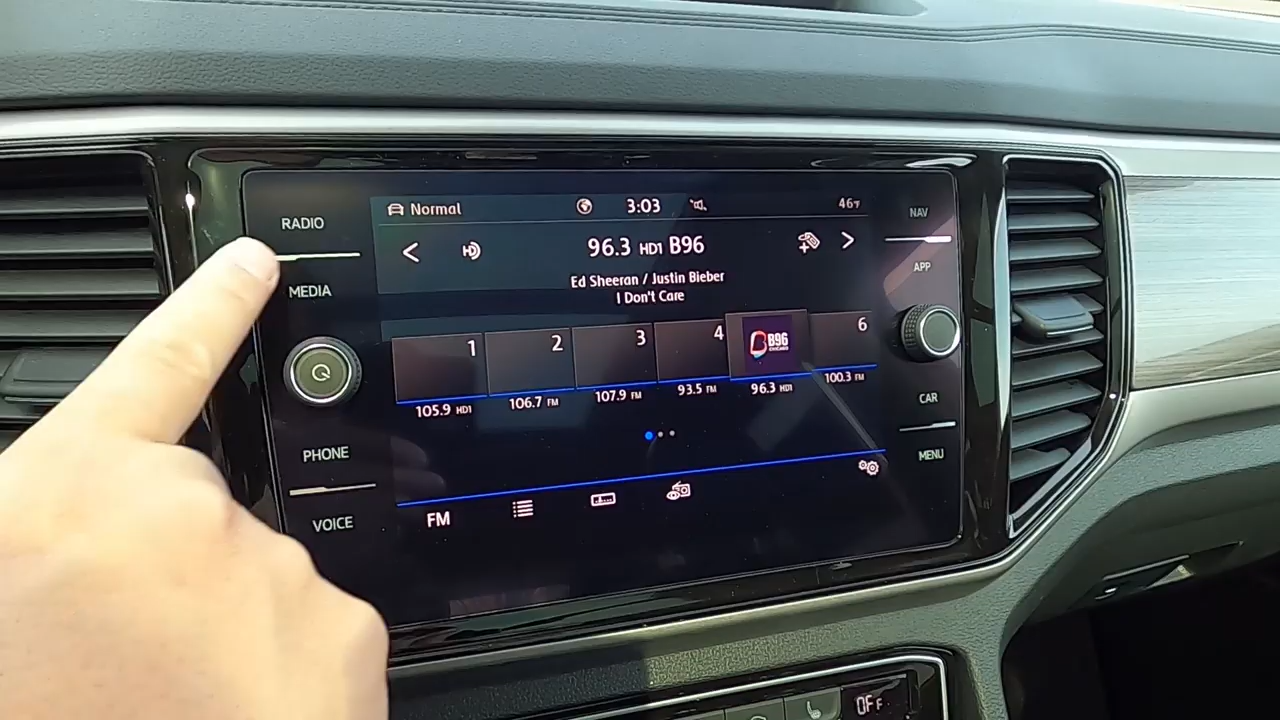 RADIO
MEDIA
PHONE
VOICE
Normal
3:03
46°F
96.3 HD1 B96
Ed Sheeran / Justin Bieber
I Don't Care
1
2
3
4
B96
CHICAGO
6
105.9 HD1
106.7 FM
107.9 FM
93.5 FM
96.3 HD1
100.3 FM
FM
NAV
APP
CAR
MENU
OFF